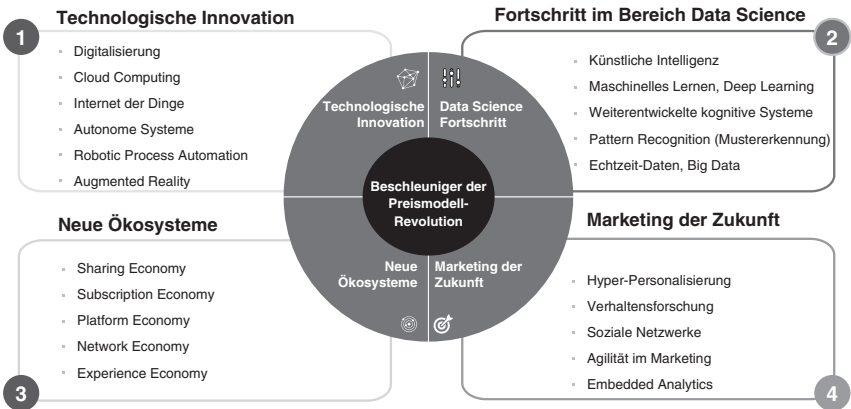 Technologische Innovation
1
Digitalisierung
Cloud Computing
Internet der Dinge
Autonome Systeme
Robotic Process Automation
Augmented Reality
Fortschritt im Bereich Data Science
2
Künstliche Intelligenz
Maschinelles Lernen, Deep Learning
Weiterentwickelte kognitive Systeme
Pattern Recognition (Mustererkennung)
Echtzeit-Daten, Big Data
Technologische
Innovation
Data Science
Fortschritt
Beschleuniger der
Preismodell-
Revolution
Neue
Ökosysteme
Marketing der
Zukunft
Neue Ökosysteme
Sharing Economy
Subscription Economy
Platform Economy
Network Economy
Experience Economy
3
Marketing der Zukunft
Hyper-Personalisierung
Verhaltensforschung
Soziale Netzwerke
Agilität im Marketing
Embedded Analytics
4